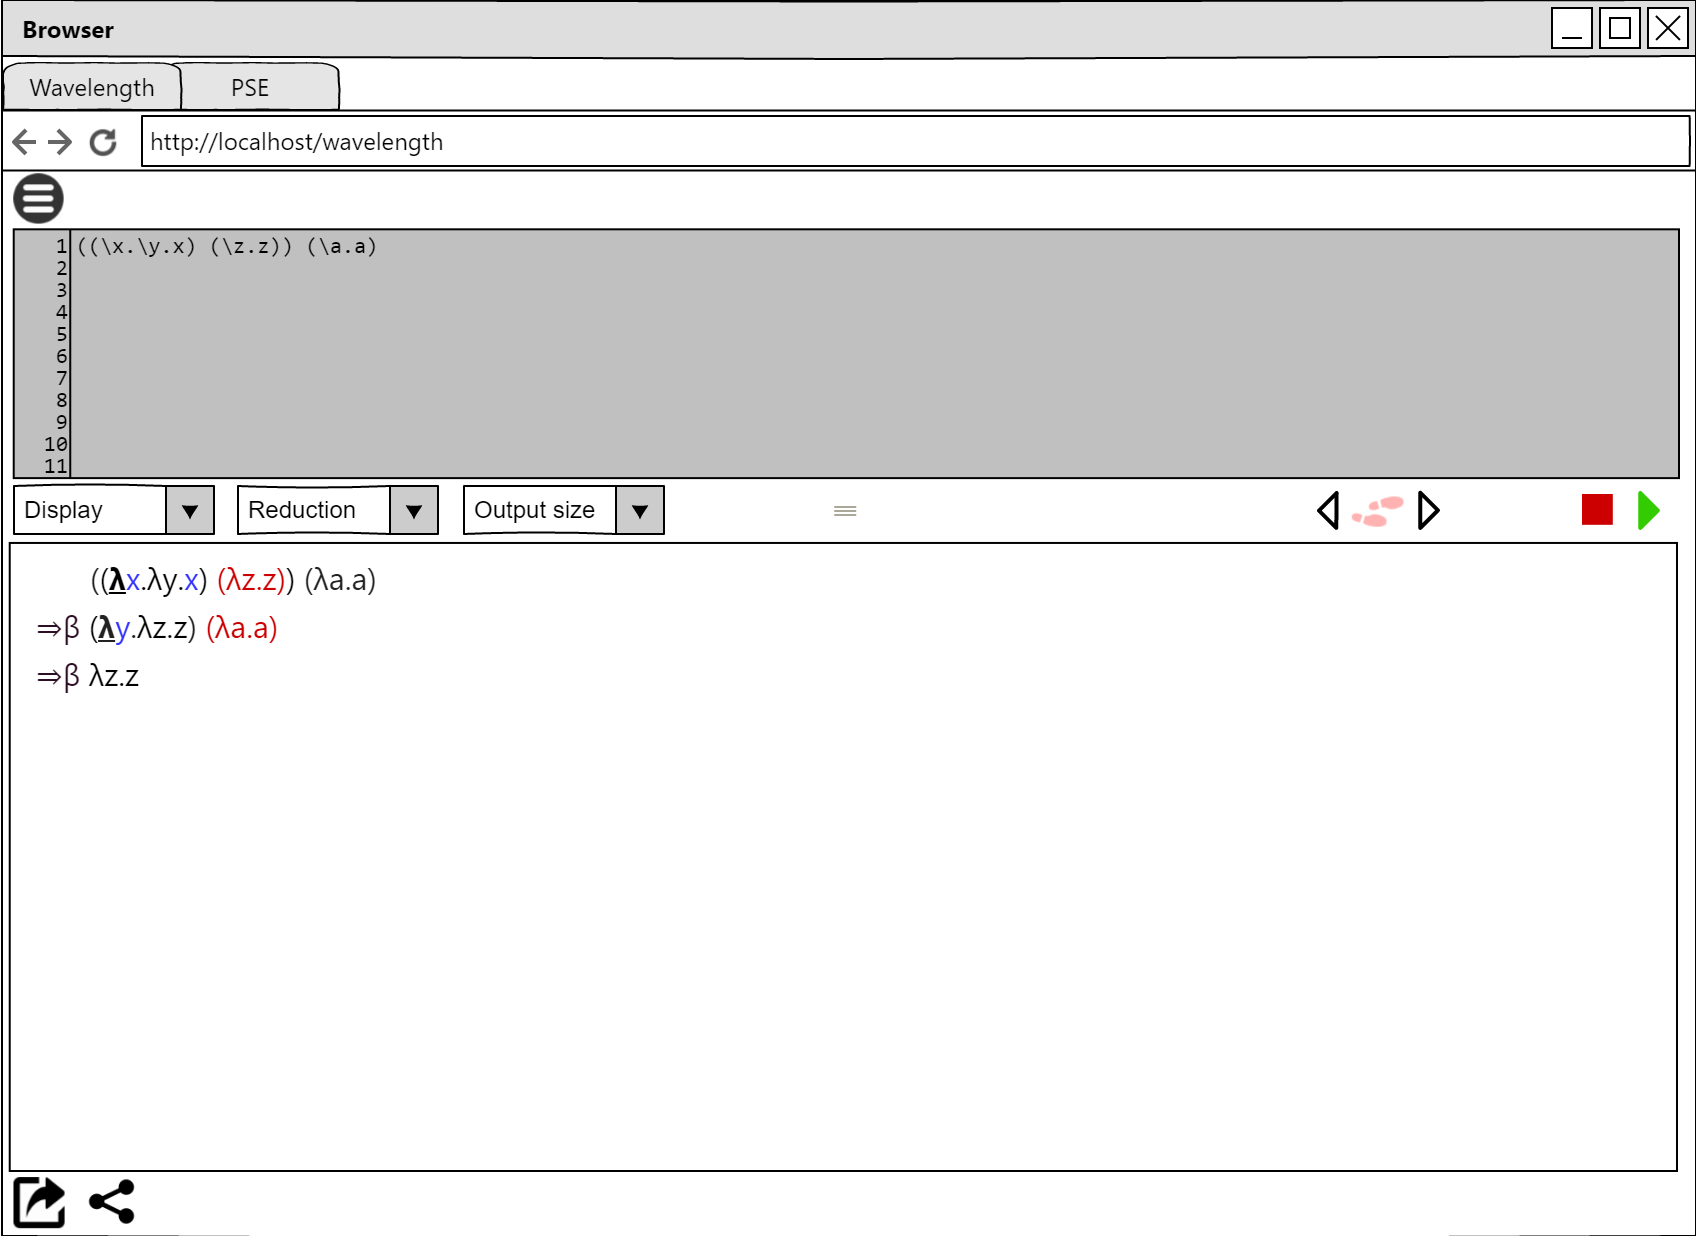 Browser
Wavelength PSE
http://localhost/wavelength
1 ((\x.\y.x) (\z.z)) (\a.a)
2
3
4
5
6
7
8
9
10
11
Display Reduction Output size
((λx.λy.x) (λz.z)) (λa.a)
⇒β (λy.λz.z) (λa.a)
⇒β λz.z